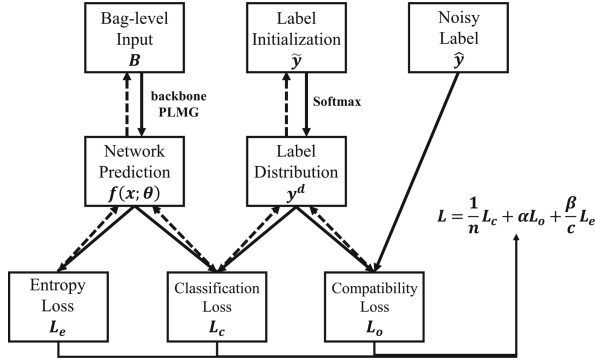 Bag-level
Input
B
Label
Initialization
ỹ
Noisy
Label
ŷ
backbone
PLMG
Softmax
Network
Prediction
f(x; θ)
Label
Distribution
yᵈ
L = 1/n L_c + αL_o + β/c L_e
Entropy
Loss
L_e
Classification
Loss
L_c
Compatibility
Loss
L_o